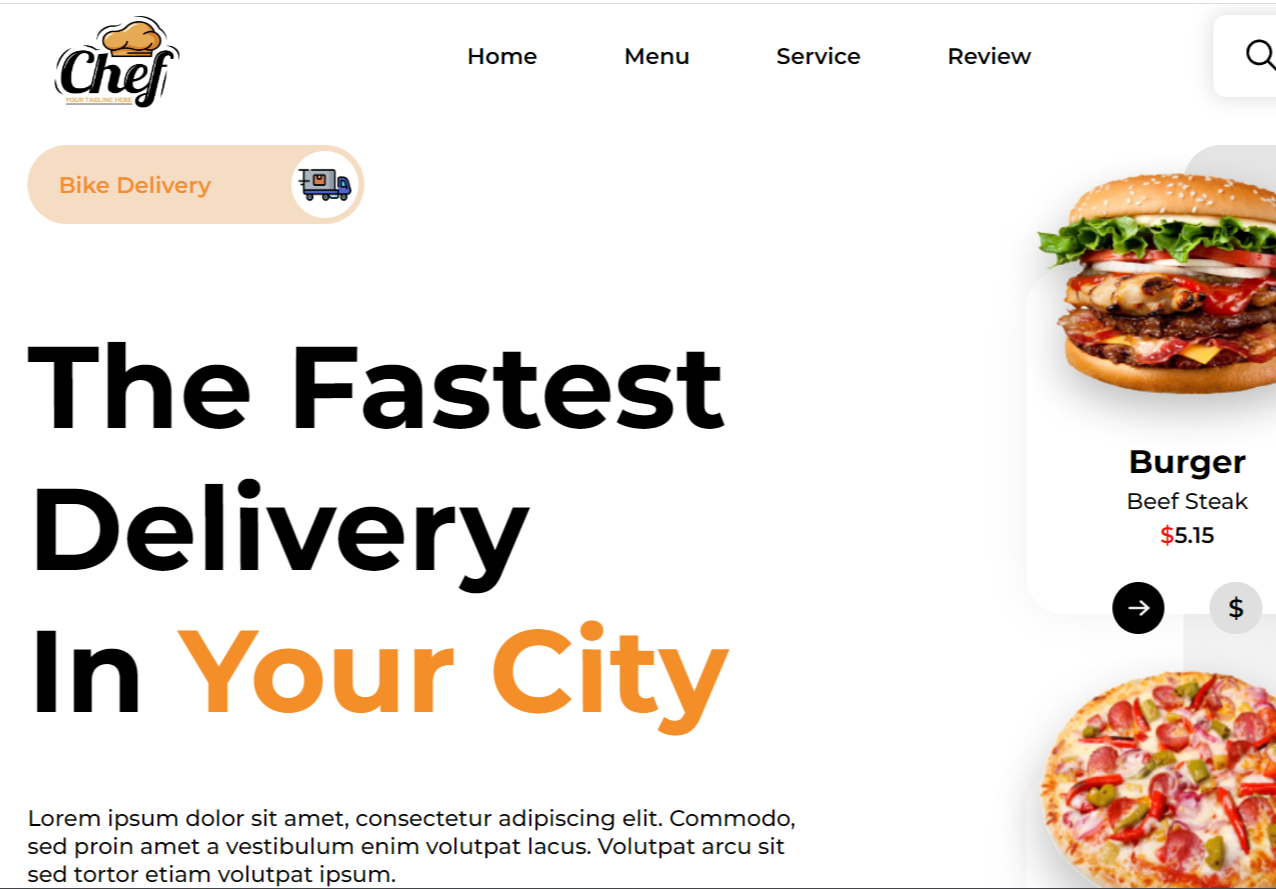 Chef
YOUR TAGLINE HERE
Home Menu Service Review
Bike Delivery
The Fastest
Delivery
In Your City
Lorem ipsum dolor sit amet, consectetur adipiscing elit. Commodo,
sed proin amet a vestibulum enim volutpat lacus. Volutpat arcu sit
sed tortor etiam volutpat ipsum.
Burger
Beef Steak
$5.15
$